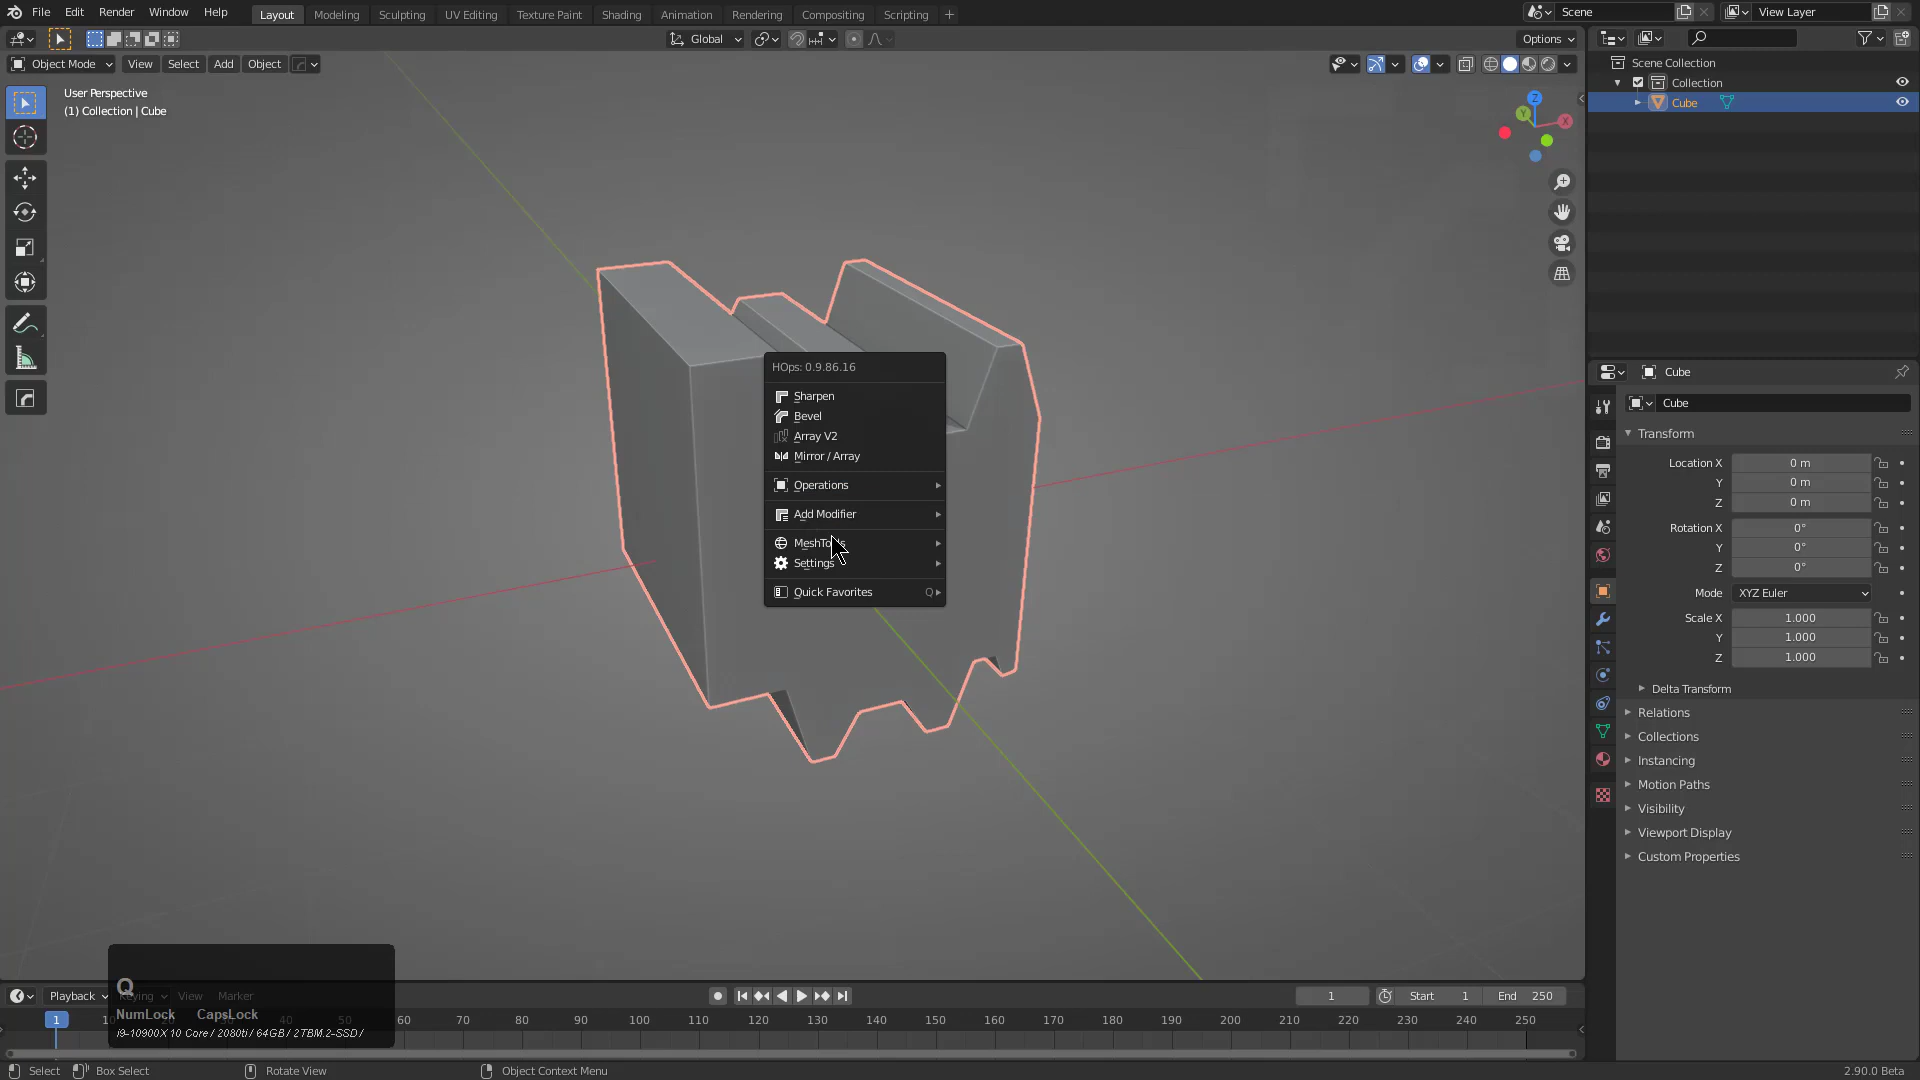 File Edit Render Window Help
Layout Modeling Sculpting UV Editing Texture Paint Shading Animation Rendering Compositing Scripting +
Scene
View Layer
Global
Options
Object Mode View Select Add Object
User Perspective
(1) Collection | Cube
Z
Y
X
HOps: 0.9.86.16
Sharpen
Bevel
Array V2
Mirror / Array
Operations
Add Modifier
MeshTools
Settings
Quick Favorites Q
Scene Collection
Collection
Cube
Cube
Cube
Transform
Location X 0 m
Y 0 m
Z 0 m
Rotation X 0°
Y 0°
Z 0°
Mode XYZ Euler
Scale X 1.000
Y 1.000
Z 1.000
Delta Transform
Relations
Collections
Instancing
Motion Paths
Visibility
Viewport Display
Custom Properties
Q
NumLock CapsLock
i9-10900X 10 Core / 2080ti / 64GB / 2TBM.2-SSD /
Playback Keying View Marker
1
Start 1
End 250
1 10 40 50 60 70 80 90 100 110 120 130 140 150 160 170 180 190 200 210 220 230 240 250
Select Box Select Rotate View Object Context Menu
2.90.0 Beta